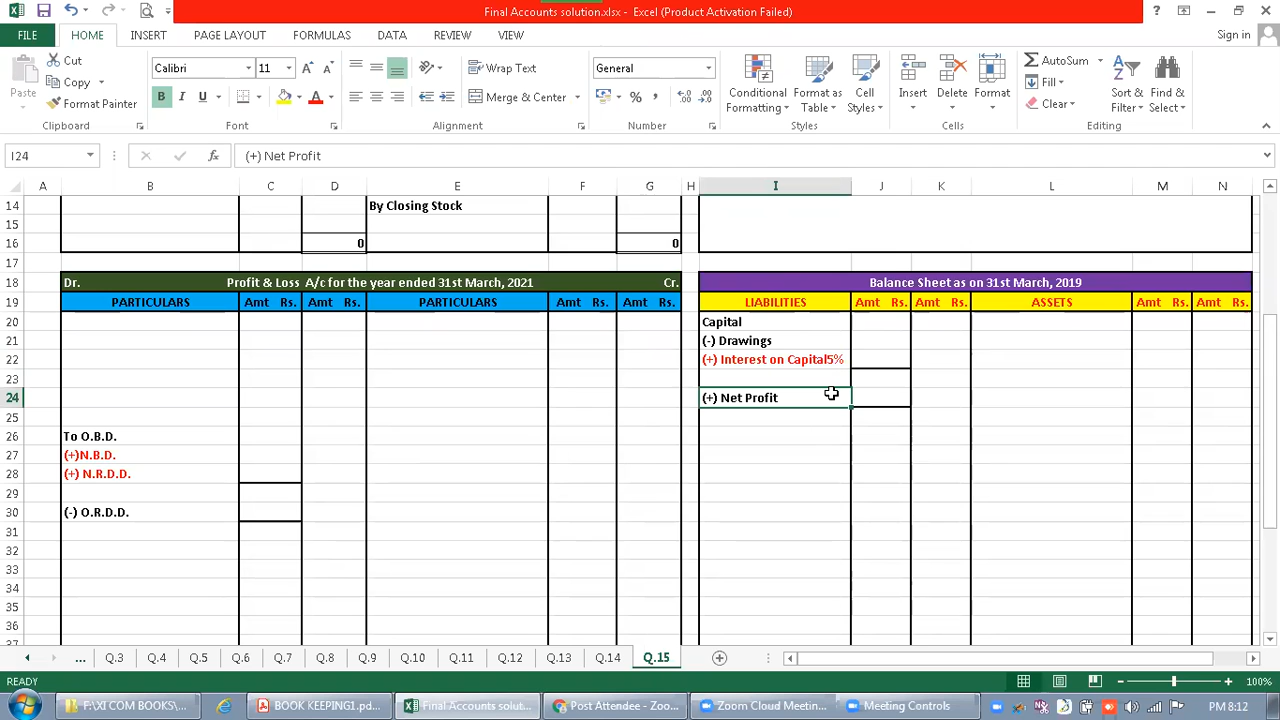 Final Accounts solution.xlsx - Excel (Product Activation Failed)
FILE HOME INSERT PAGE LAYOUT FORMULAS DATA REVIEW VIEW Sign in
Paste
Cut
Copy
Format Painter
Clipboard
Calibri 11
B I U
Font
Wrap Text
Merge & Center
Alignment
General
Number
Conditional Formatting
Format as Table
Cell Styles
Styles
Insert Delete Format
Cells
AutoSum
Fill
Clear
Sort & Filter
Find & Select
Editing
I24 fx (+) Net Profit
A B C D E F G H I J K L M N
14 By Closing Stock
15
16 0 0
17
18 Dr. Profit & Loss A/c for the year ended 31st March, 2021 Cr. Balance Sheet as on 31st March, 2019
19 PARTICULARS Amt Rs. Amt Rs. PARTICULARS Amt Rs. Amt Rs. LIABILITIES Amt Rs. Amt Rs. ASSETS Amt Rs. Amt Rs.
20 Capital
21 (-) Drawings
22 (+) Interest on Capital5%
23
24 (+) Net Profit
25
26 To O.B.D.
27 (+)N.B.D.
28 (+) N.R.D.D.
29
30 (-) O.R.D.D.
31
32
33
34
35
36
37
... Q.3 Q.4 Q.5 Q.6 Q.7 Q.8 Q.9 Q.10 Q.11 Q.12 Q.13 Q.14 Q.15
READY 100%
F:\XI COM BOOKS\... BOOK KEEPING1.pd... Final Accounts solut... Post Attendee - Zoo... Zoom Cloud Meetin... Meeting Controls PM 8:12